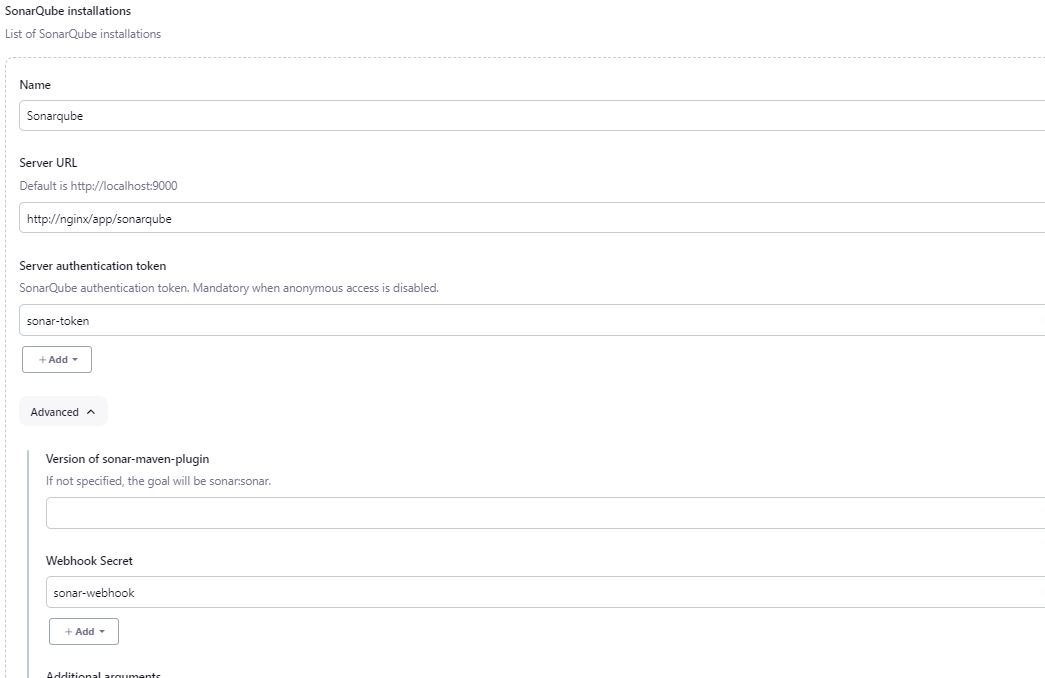 SonarQube installations
List of SonarQube installations
Name
Sonarqube
Server URL
Default is http://localhost:9000
http://nginx/app/sonarqube
Server authentication token
SonarQube authentication token. Mandatory when anonymous access is disabled.
sonar-token
+ Add
Advanced
Version of sonar-maven-plugin
If not specified, the goal will be sonar:sonar.
Webhook Secret
sonar-webhook
+ Add
Additional arguments